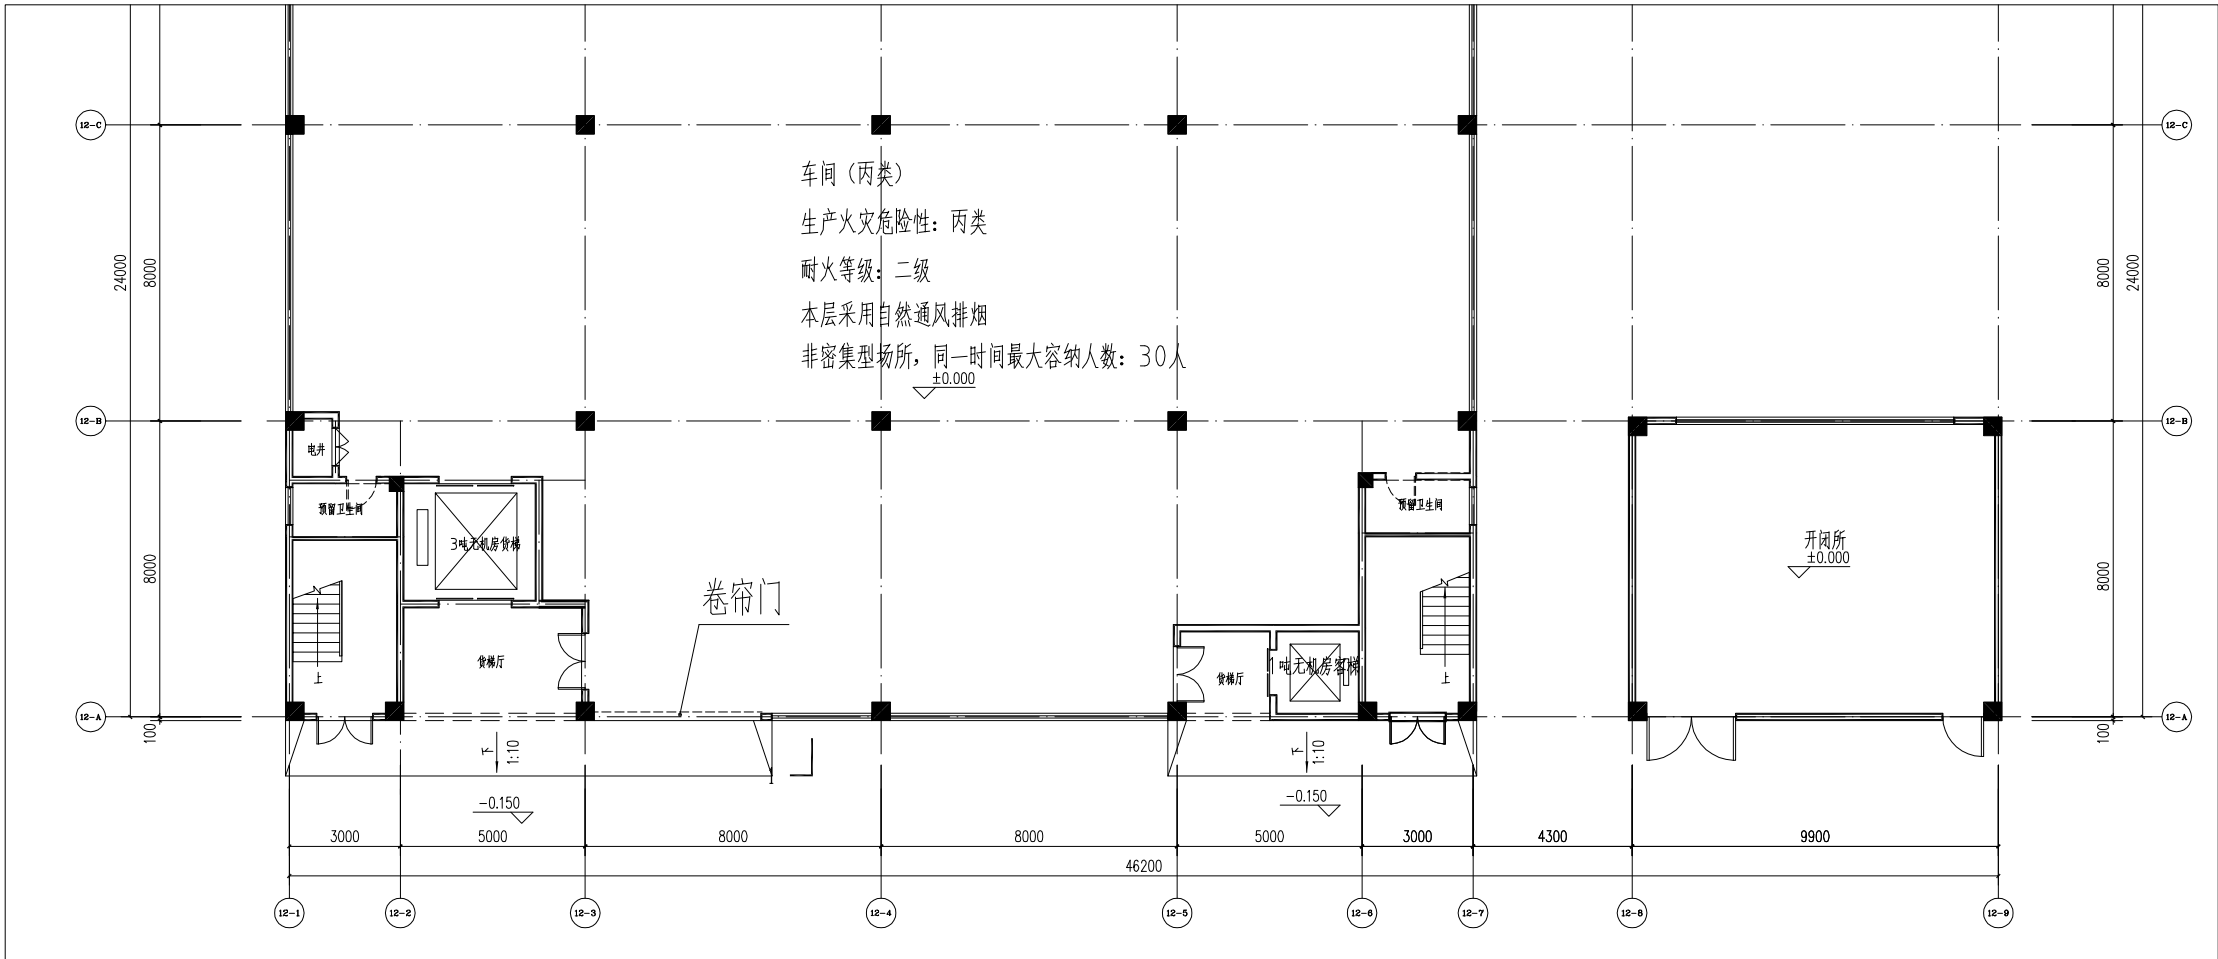 12-C
12-C
车间（丙类）
生产火灾危险性：丙类
24000
8000
耐火等级：二级
8000
24000
本层采用自然通风排烟
非密集型场所，同一时间最大容纳人数：30人
±0.000
12-B
12-B
电井
预留卫生间
预留卫生间
3吨无机房货梯
开闭所
±0.000
8000
8000
卷帘门
货梯厅
1吨无机房客梯
货梯厅
上
上
12-A
12-A
100
100
下
1:10
下
1:10
-0.150
-0.150
3000
5000
8000
8000
5000
3000
4300
9900
46200
12-1
12-2
12-3
12-4
12-5
12-6
12-7
12-8
12-9